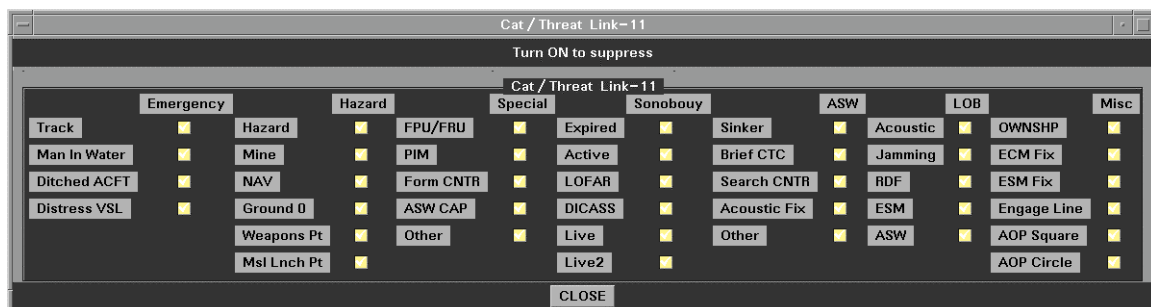 Cat / Threat Link-11
Turn ON to suppress
Cat / Threat Link-11
Emergency Hazard Special Sonobouy ASW LOB Misc
Track Hazard FPU/FRU Expired Sinker Acoustic OWNSHP
Man In Water Mine PIM Active Brief CTC Jamming ECM Fix
Ditched ACFT NAV Form CNTR LOFAR Search CNTR RDF ESM Fix
Distress VSL Ground 0 ASW CAP DICASS Acoustic Fix ESM Engage Line
Weapons Pt Other Live Other ASW AOP Square
Msl Lnch Pt Live2 AOP Circle
CLOSE